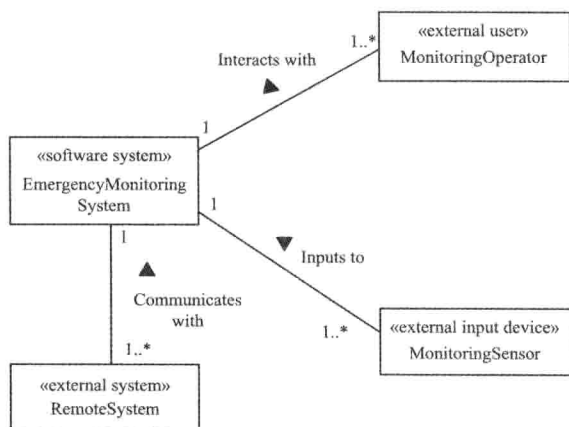 «external user»
MonitoringOperator
1..*
Interacts with
1
«software system»
EmergencyMonitoring
System
1
1
Inputs to
1..*
«external input device»
MonitoringSensor
Communicates
with
1..*
«external system»
RemoteSystem